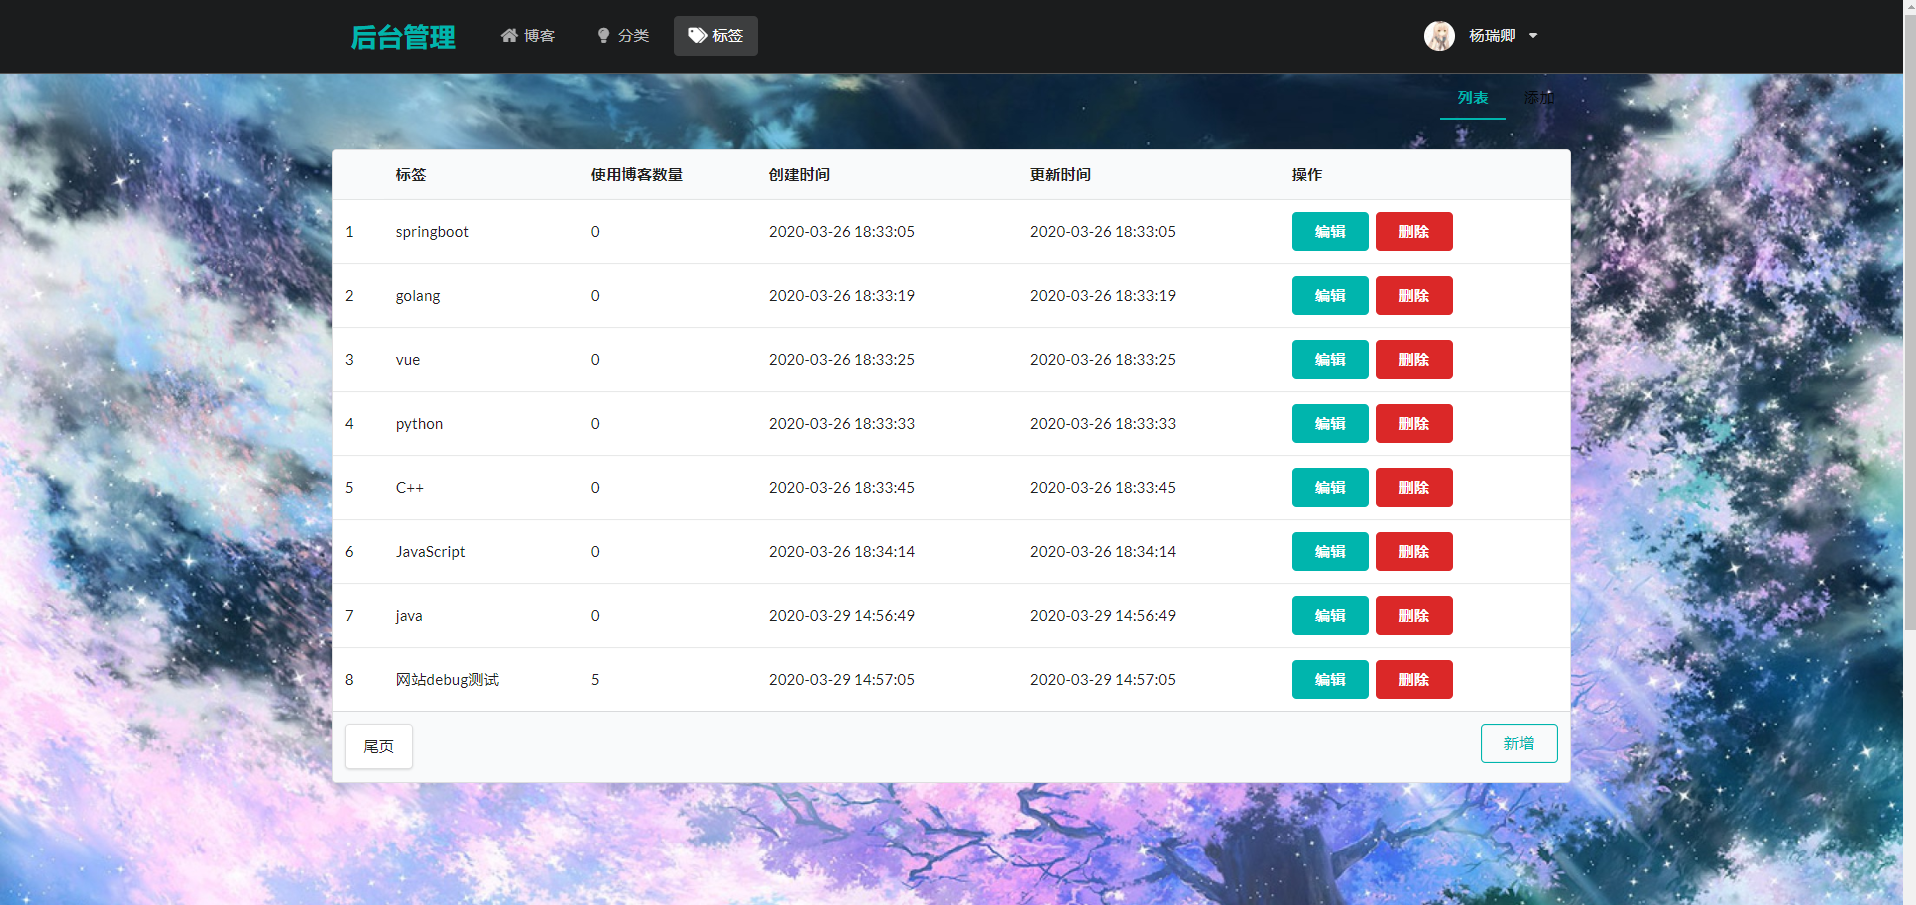 后台管理 博客 分类 标签 杨瑞卿
列表 添加
标签 使用博客数量 创建时间 更新时间 操作
1 springboot 0 2020-03-26 18:33:05 2020-03-26 18:33:05 编辑 删除
2 golang 0 2020-03-26 18:33:19 2020-03-26 18:33:19 编辑 删除
3 vue 0 2020-03-26 18:33:25 2020-03-26 18:33:25 编辑 删除
4 python 0 2020-03-26 18:33:33 2020-03-26 18:33:33 编辑 删除
5 C++ 0 2020-03-26 18:33:45 2020-03-26 18:33:45 编辑 删除
6 JavaScript 0 2020-03-26 18:34:14 2020-03-26 18:34:14 编辑 删除
7 java 0 2020-03-29 14:56:49 2020-03-29 14:56:49 编辑 删除
8 网站debug测试 5 2020-03-29 14:57:05 2020-03-29 14:57:05 编辑 删除
尾页 新增